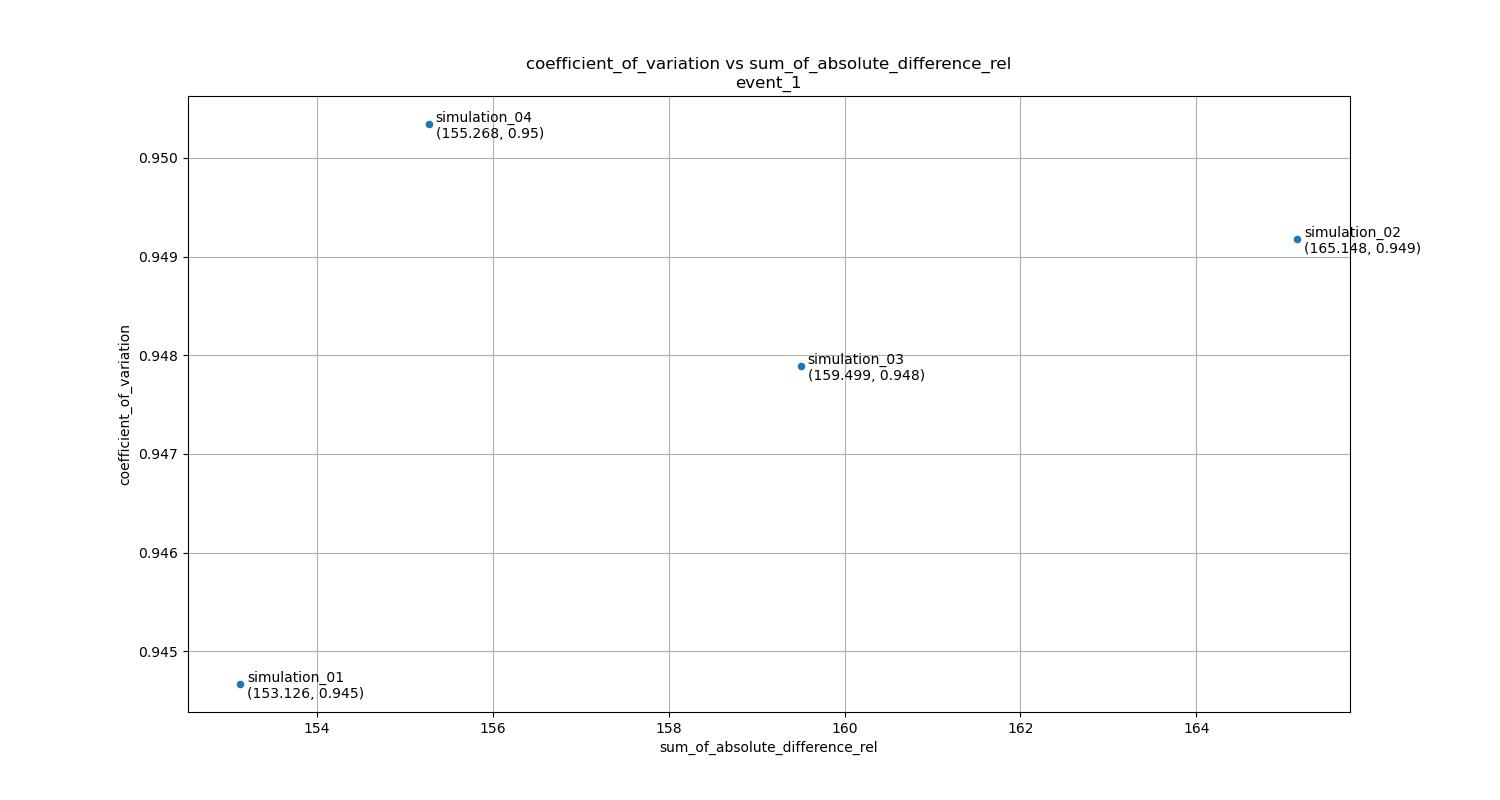 coefficient_of_variation vs sum_of_absolute_difference_rel
event_1
simulation_04
(155.268, 0.95)
0.950
simulation_02
(165.148, 0.949)
0.949
simulation_03
(159.499, 0.948)
0.948
coefficient_of_variation
0.947
0.946
0.945
simulation_01
(153.126, 0.945)
154
156
158
160
162
164
sum_of_absolute_difference_rel